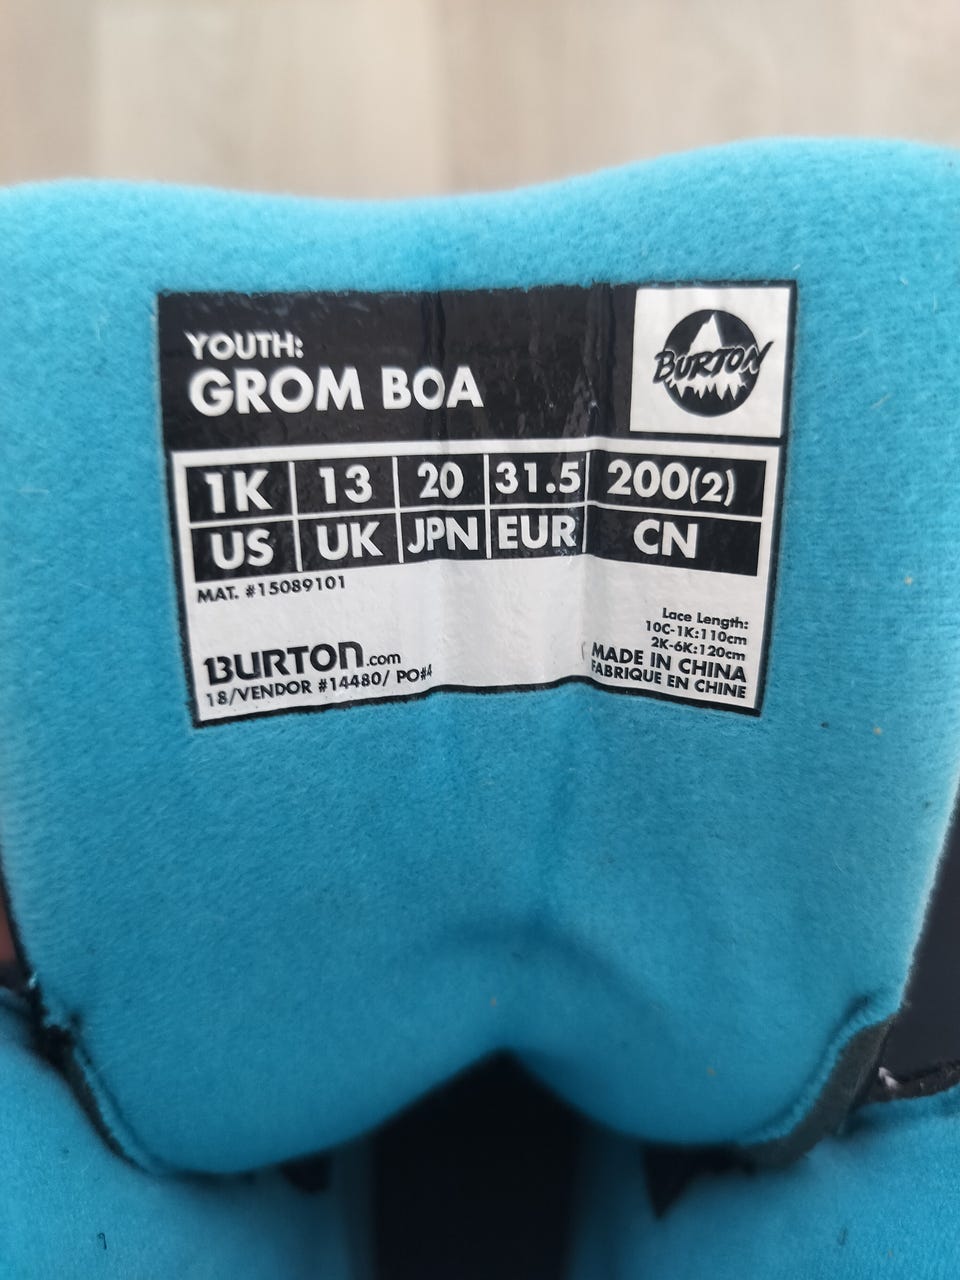 YOUTH:
GROM BOA
BURTON
1K 13 20 31.5 200(2)
US UK JPN EUR CN
MAT. #15089101
Lace Length:
10C-1K:110cm
2K-6K:120cm
BURTON.com
MADE IN CHINA
18/VENDOR #14480/ PO#4
FABRIQUE EN CHINE